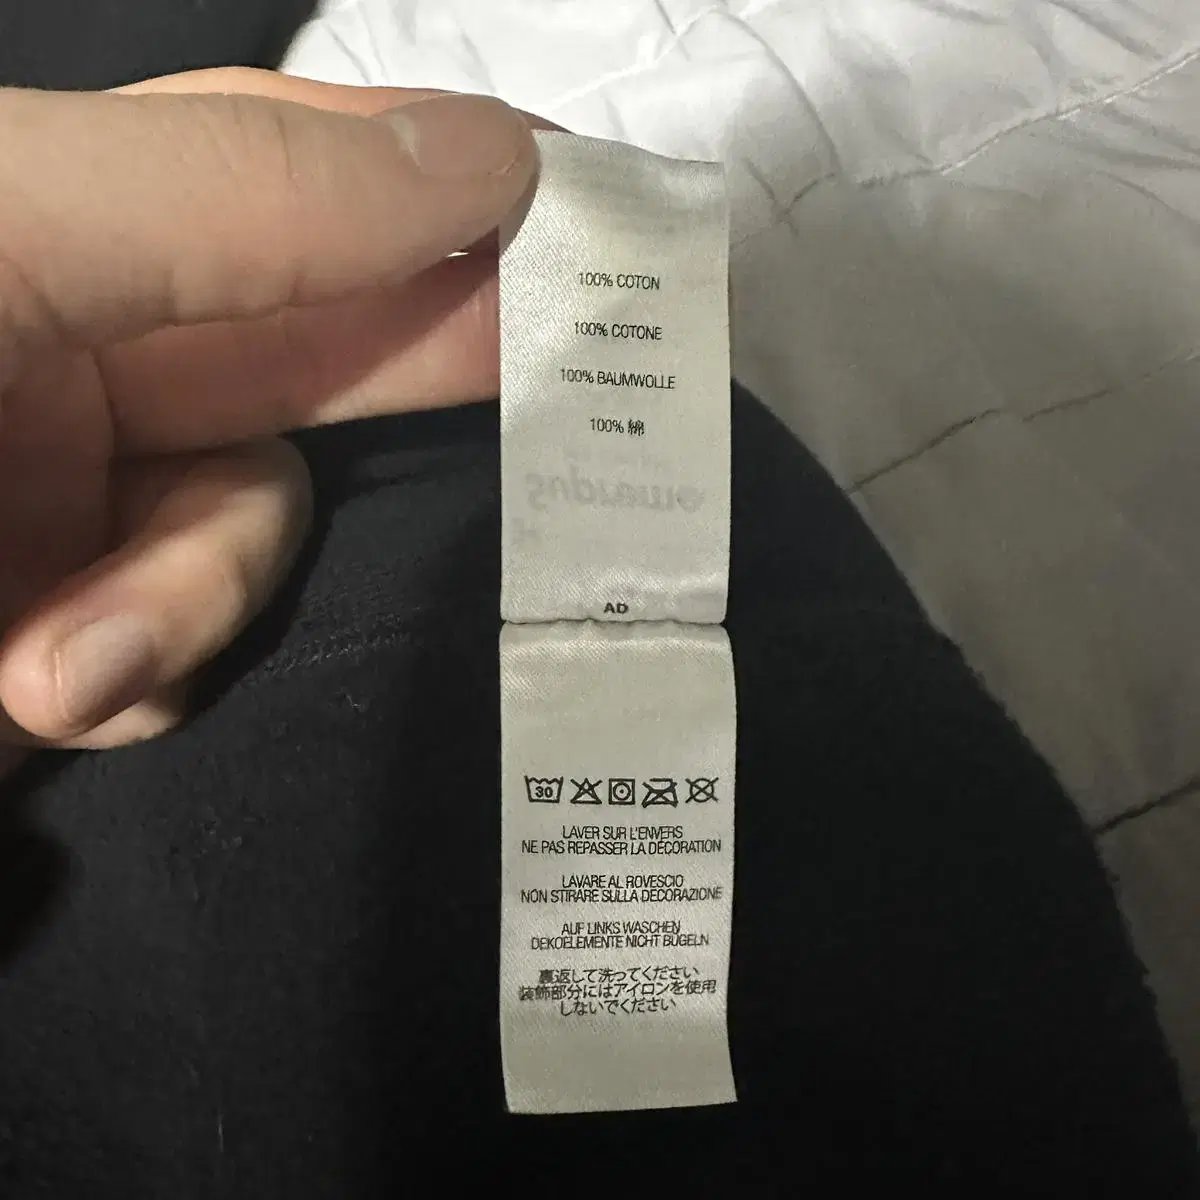 100% COTON
100% COTONE
100% BAUMWOLLE
100% 綿
Supreme
AD
30
LAVER SUR L'ENVERS
NE PAS REPASSER LA DÉCORATION
LAVARE AL ROVESCIO
NON STIRARE SULLA DECORAZIONE
AUF LINKS WASCHEN
DEKOELEMENTE NICHT BÜGELN
裏返して洗ってください
装飾部分にはアイロンを使用
しないでください